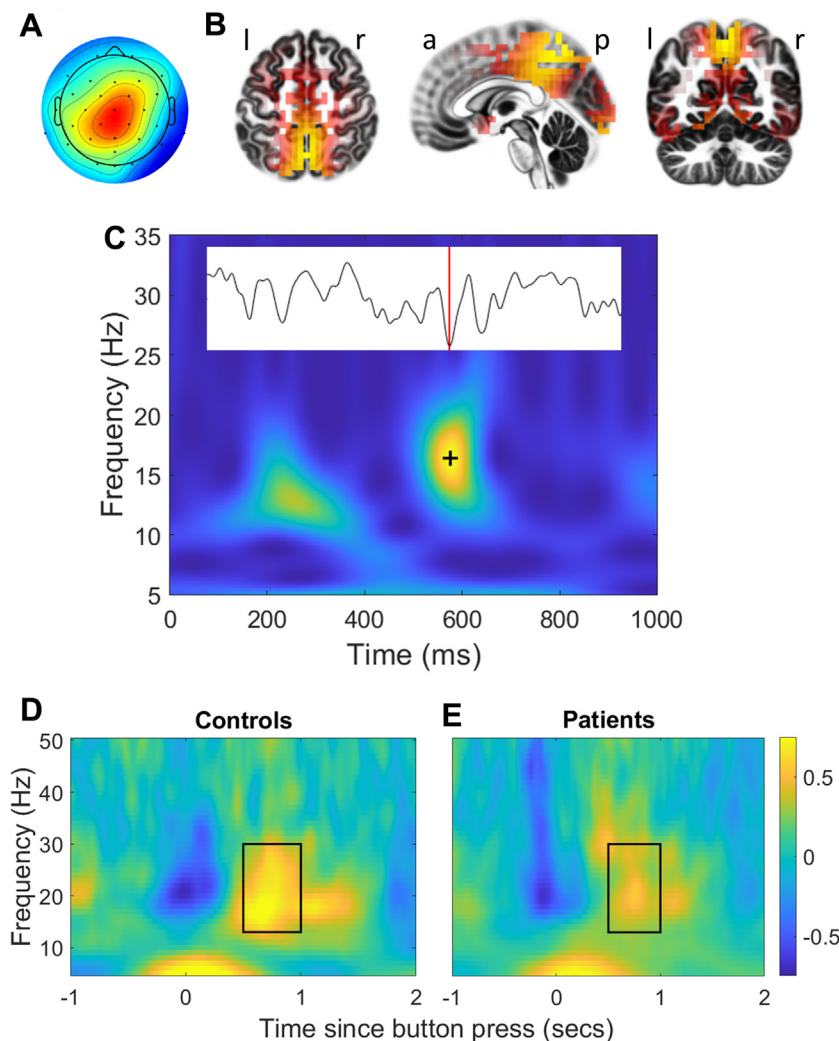 A
B
l r
a p
l r
C
35
30
25
20
15
10
5
Frequency (Hz)
0 200 400 600 800 1000
Time (ms)
D Controls
E Patients
50
40
30
20
10
Frequency (Hz)
-1 0 1 2
-1 0 1 2
0.5
0
-0.5
Time since button press (secs)